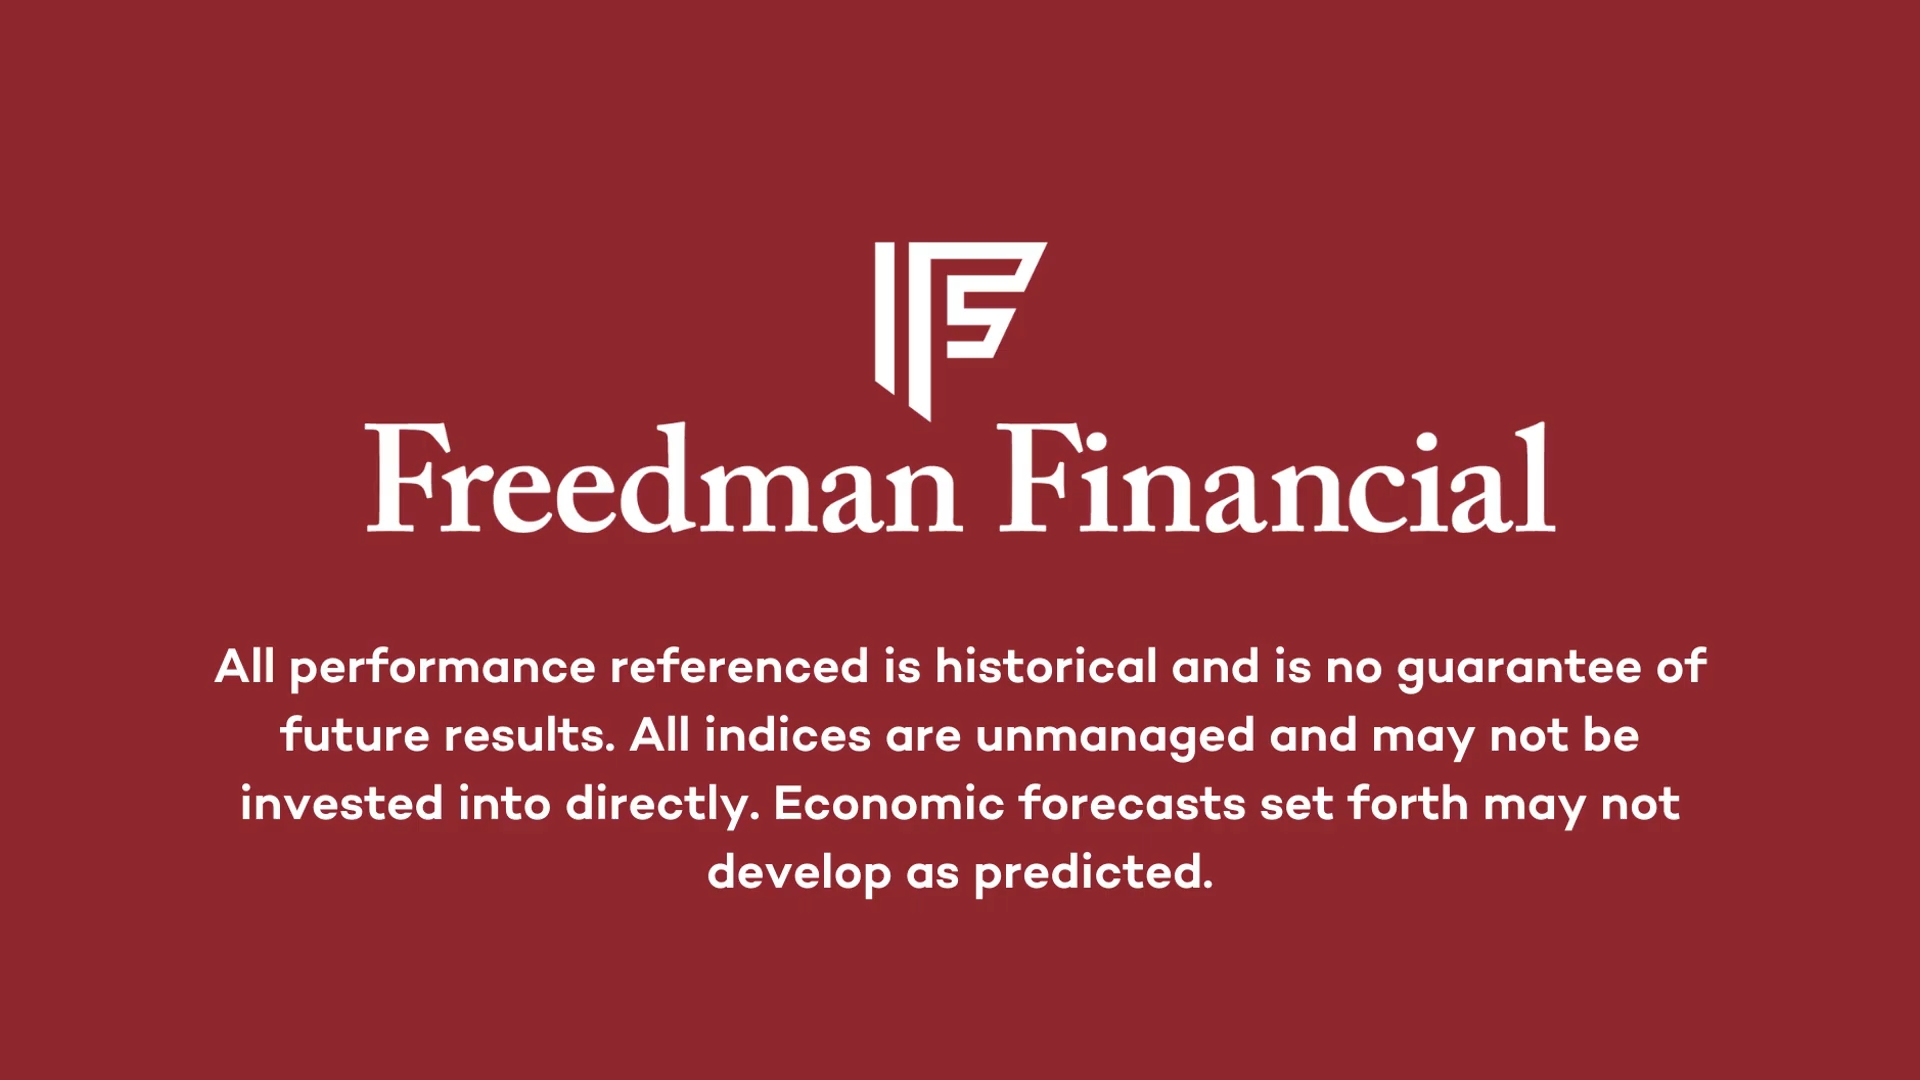 Freedman Financial
All performance referenced is historical and is no guarantee of
future results. All indices are unmanaged and may not be
invested into directly. Economic forecasts set forth may not
develop as predicted.